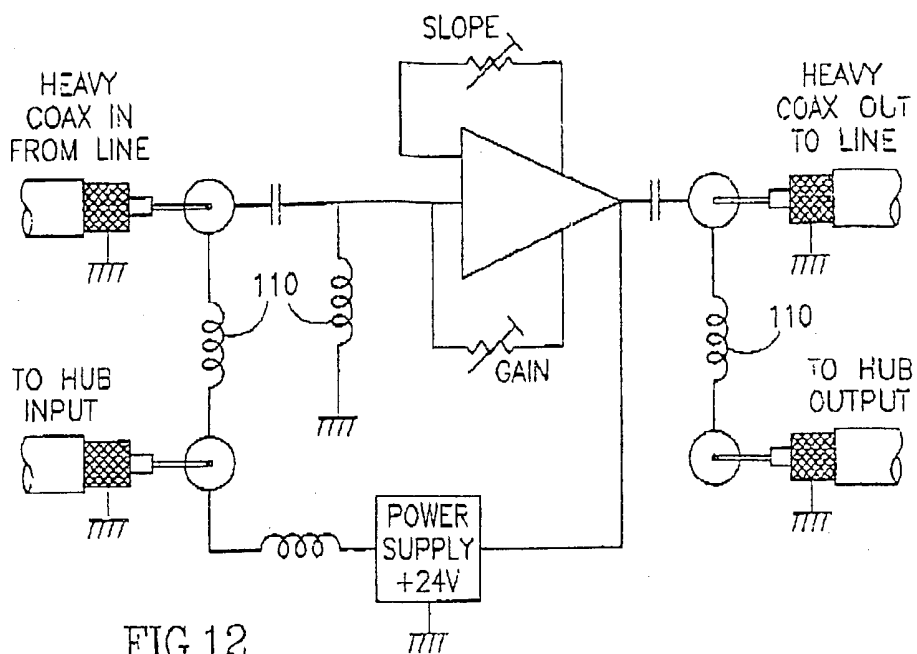 SLOPE
HEAVY
COAX IN
FROM LINE
HEAVY
COAX OUT
TO LINE
110
110
GAIN
TO HUB
INPUT
TO HUB
OUTPUT
POWER
SUPPLY
+24V
FIG.12